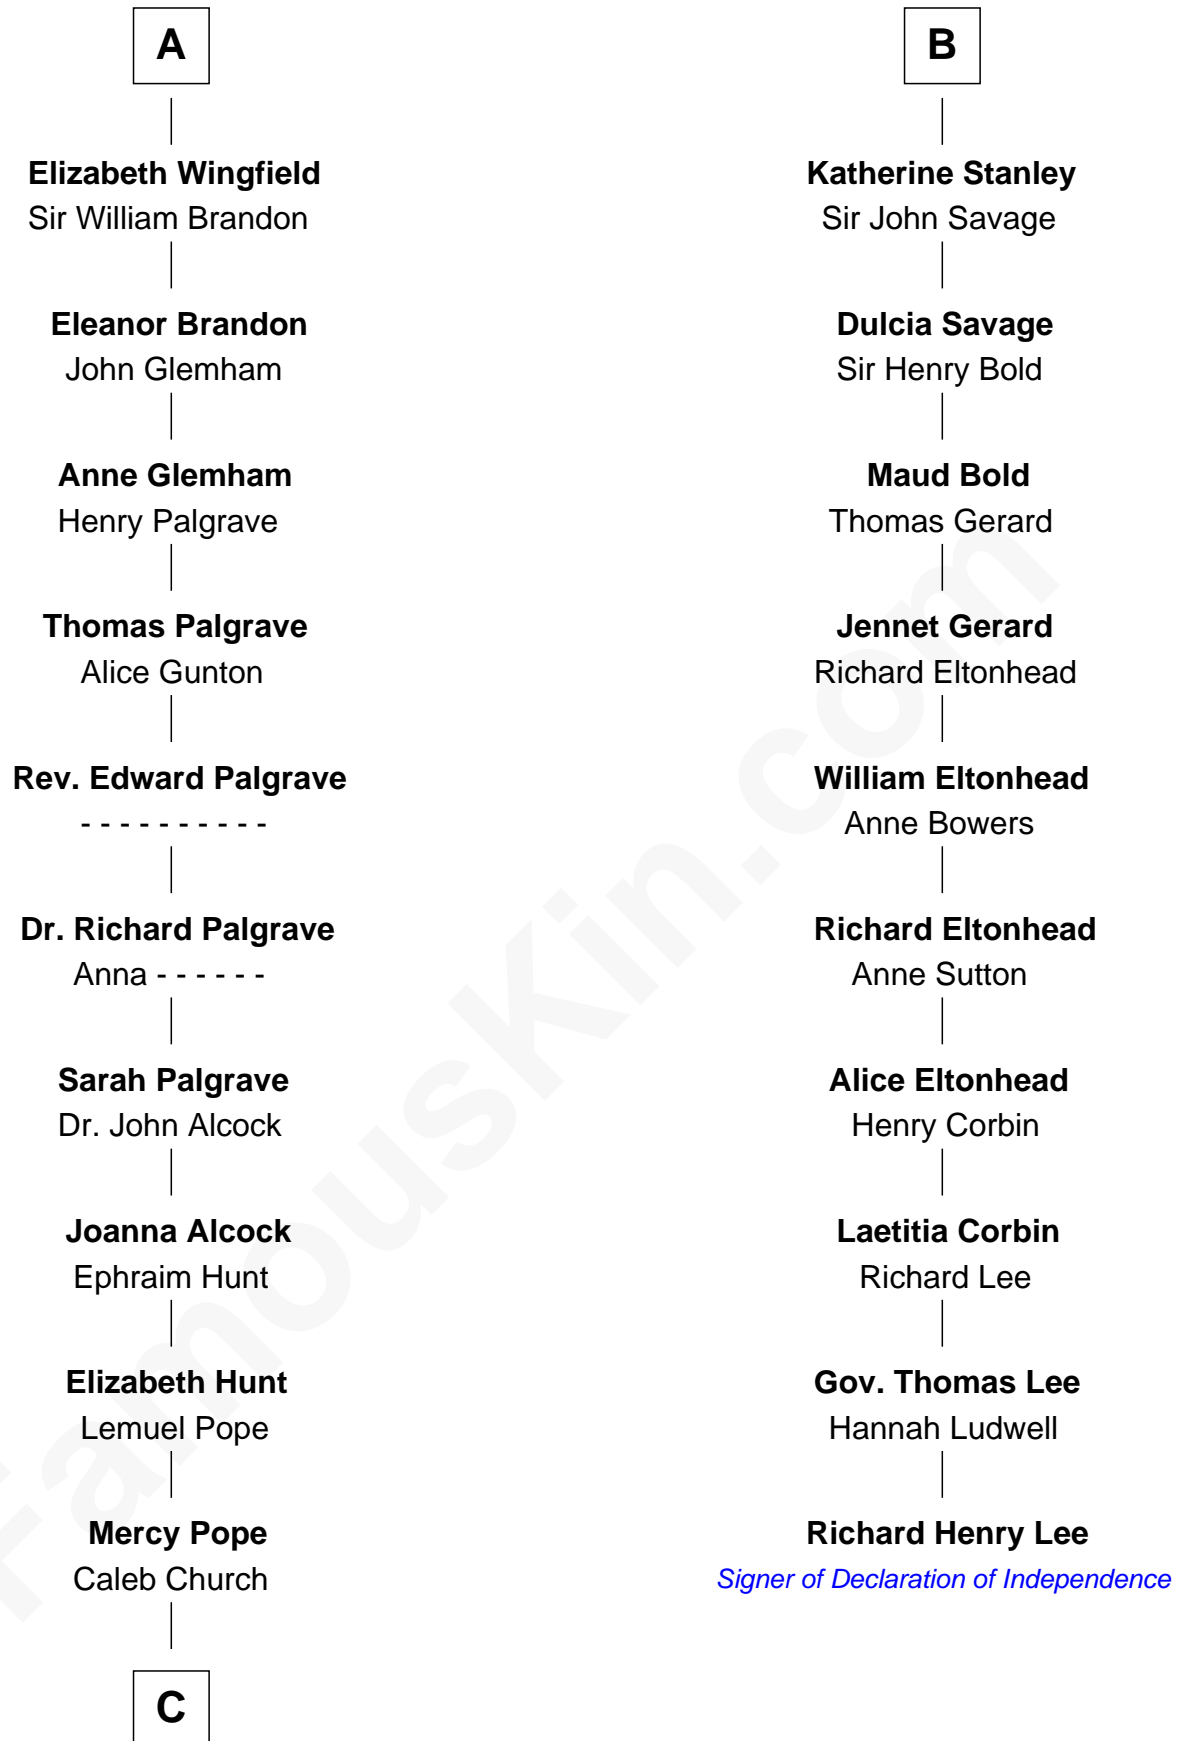 A
Elizabeth Wingfield
Sir William Brandon
Eleanor Brandon
John Glemham
Anne Glemham
Henry Palgrave
Thomas Palgrave
Alice Gunton
Rev. Edward Palgrave
- - - - - - - - - -
Dr. Richard Palgrave
Anna - - - - - -
Sarah Palgrave
Dr. John Alcock
Joanna Alcock
Ephraim Hunt
Elizabeth Hunt
Lemuel Pope
Mercy Pope
Caleb Church
C
B
Katherine Stanley
Sir John Savage
Dulcia Savage
Sir Henry Bold
Maud Bold
Thomas Gerard
Jennet Gerard
Richard Eltonhead
William Eltonhead
Anne Bowers
Richard Eltonhead
Anne Sutton
Alice Eltonhead
Henry Corbin
Laetitia Corbin
Richard Lee
Gov. Thomas Lee
Hannah Ludwell
Richard Henry Lee
Signer of Declaration of Independence
FamousKin.com